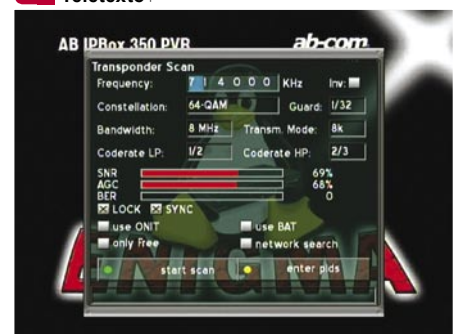 Teletexto
AB IPBox 350 PVR
ab-com
Transponder Scan
Frequency: 7 1 4 0 0 0 KHz Inv:
Constellation: 64-QAM Guard: 1/32
Bandwidth: 8 MHz Transm. Mode: 8k
Coderate LP: 1/2 Coderate HP: 2/3
SNR 69%
AGC 68%
BER 0
LOCK SYNC
use ONIT use BAT
only Free network search
start scan enter pids
ENIGMA